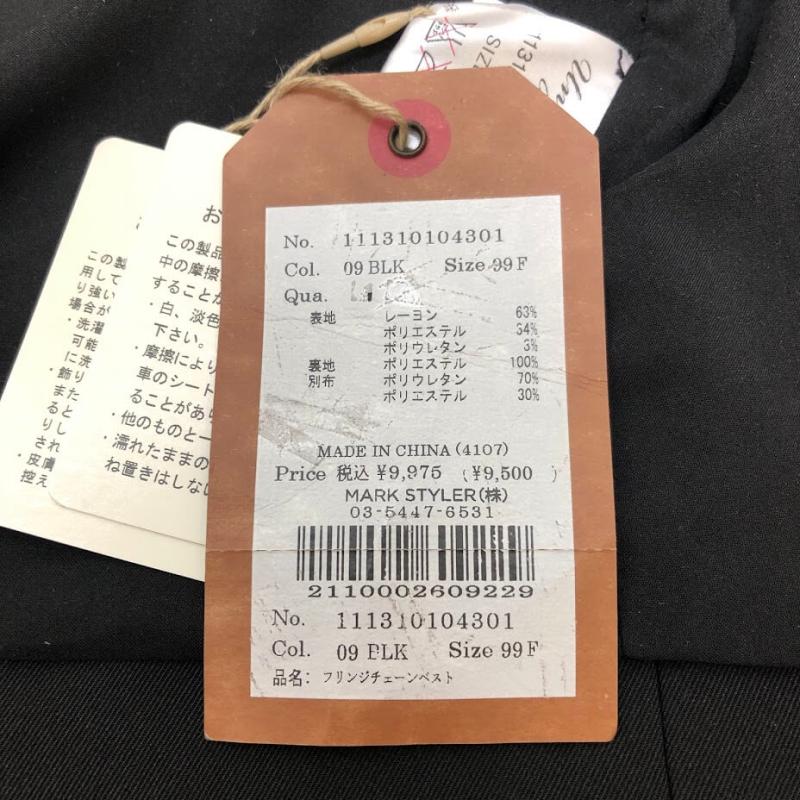 1131
SIZE
No. 111310104301
Col. 09 BLK Size 99 F
Qua.
表地 レーヨン 63%
ポリエステル 34%
ポリウレタン 3%
裏地 ポリエステル 100%
別布 ポリウレタン 70%
ポリエステル 30%
MADE IN CHINA (4107)
Price 税込 ¥9,975 (¥9,500 )
MARK STYLER(株)
03-5447-6531
2110002609229
No. 111310104301
Col. 09 BLK Size 99 F
品名: フリンジチェーンベスト
お
この製品
中の摩擦
することが
・白、淡色
下さい。
・摩擦により
車のシート
ることがあ
・他のものと一
・濡れたままの
ね置きはしない
この製
用して
り強い
場合が
・洗濯
可能
に洗
・飾り
また
ると
りし
され
・皮膚
控え